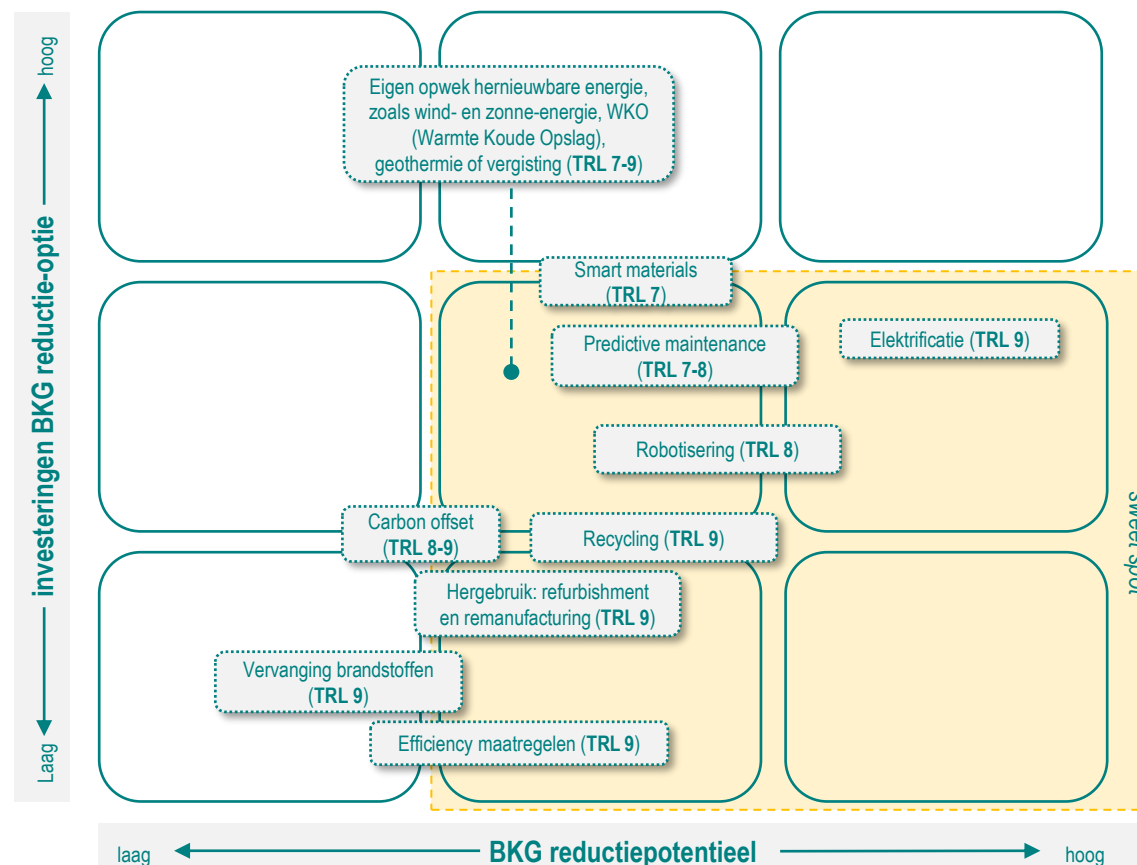 hoog
investeringen BKG reductie-optie
Laag
Eigen opwek hernieuwbare energie,
zoals wind- en zonne-energie, WKO
(Warmte Koude Opslag),
geothermie of vergisting (TRL 7-9)
Smart materials
(TRL 7)
Predictive maintenance
(TRL 7-8)
Elektrificatie (TRL 9)
Robotisering (TRL 8)
sweet spot
Carbon offset
(TRL 8-9)
Recycling (TRL 9)
Hergebruik: refurbishment
en remanufacturing (TRL 9)
Vervanging brandstoffen
(TRL 9)
Efficiency maatregelen (TRL 9)
laag
BKG reductiepotentieel
hoog